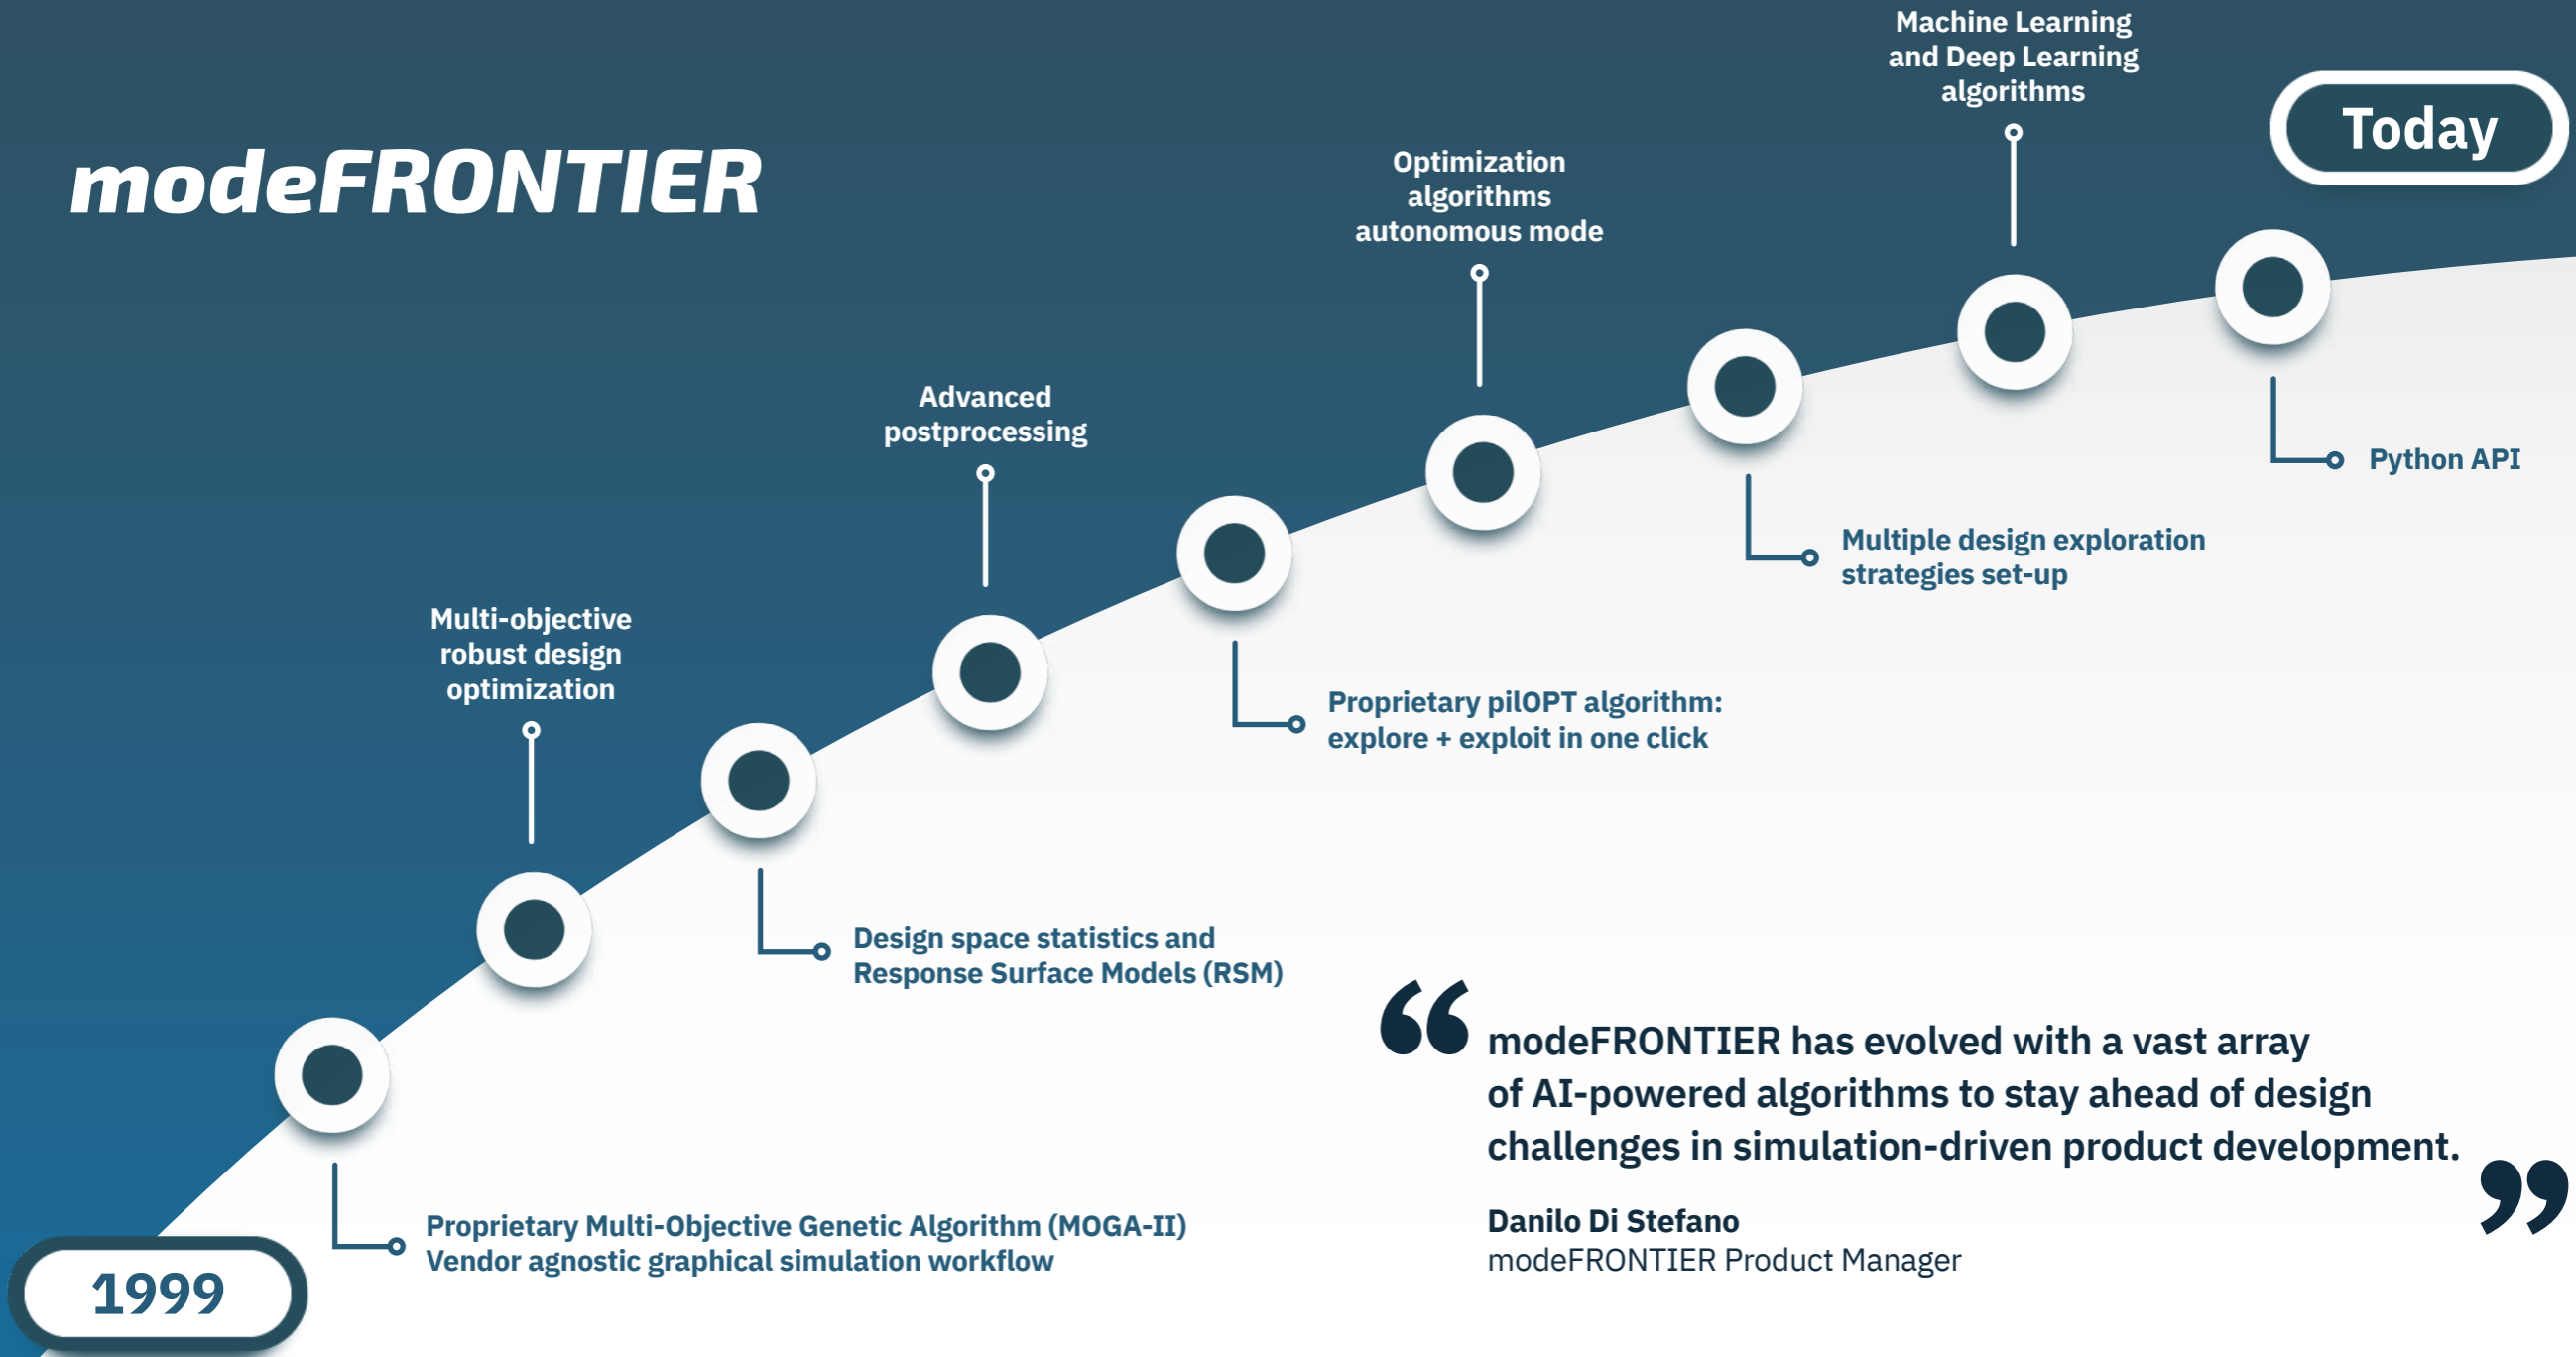 Machine Learning
and Deep Learning
algorithms
Today
modeFRONTIER
Optimization
algorithms
autonomous mode
Advanced
postprocessing
Python API
Multiple design exploration
strategies set-up
Multi-objective
robust design
optimization
Proprietary pilOPT algorithm:
explore + exploit in one click
Design space statistics and
Response Surface Models (RSM)
“modeFRONTIER has evolved with a vast array
of AI-powered algorithms to stay ahead of design
challenges in simulation-driven product development.”
Danilo Di Stefano
modeFRONTIER Product Manager
Proprietary Multi-Objective Genetic Algorithm (MOGA-II)
Vendor agnostic graphical simulation workflow
1999